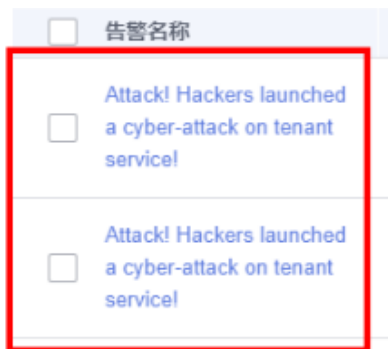 告警名称
Attack! Hackers launched
a cyber-attack on tenant
service!
Attack! Hackers launched
a cyber-attack on tenant
service!